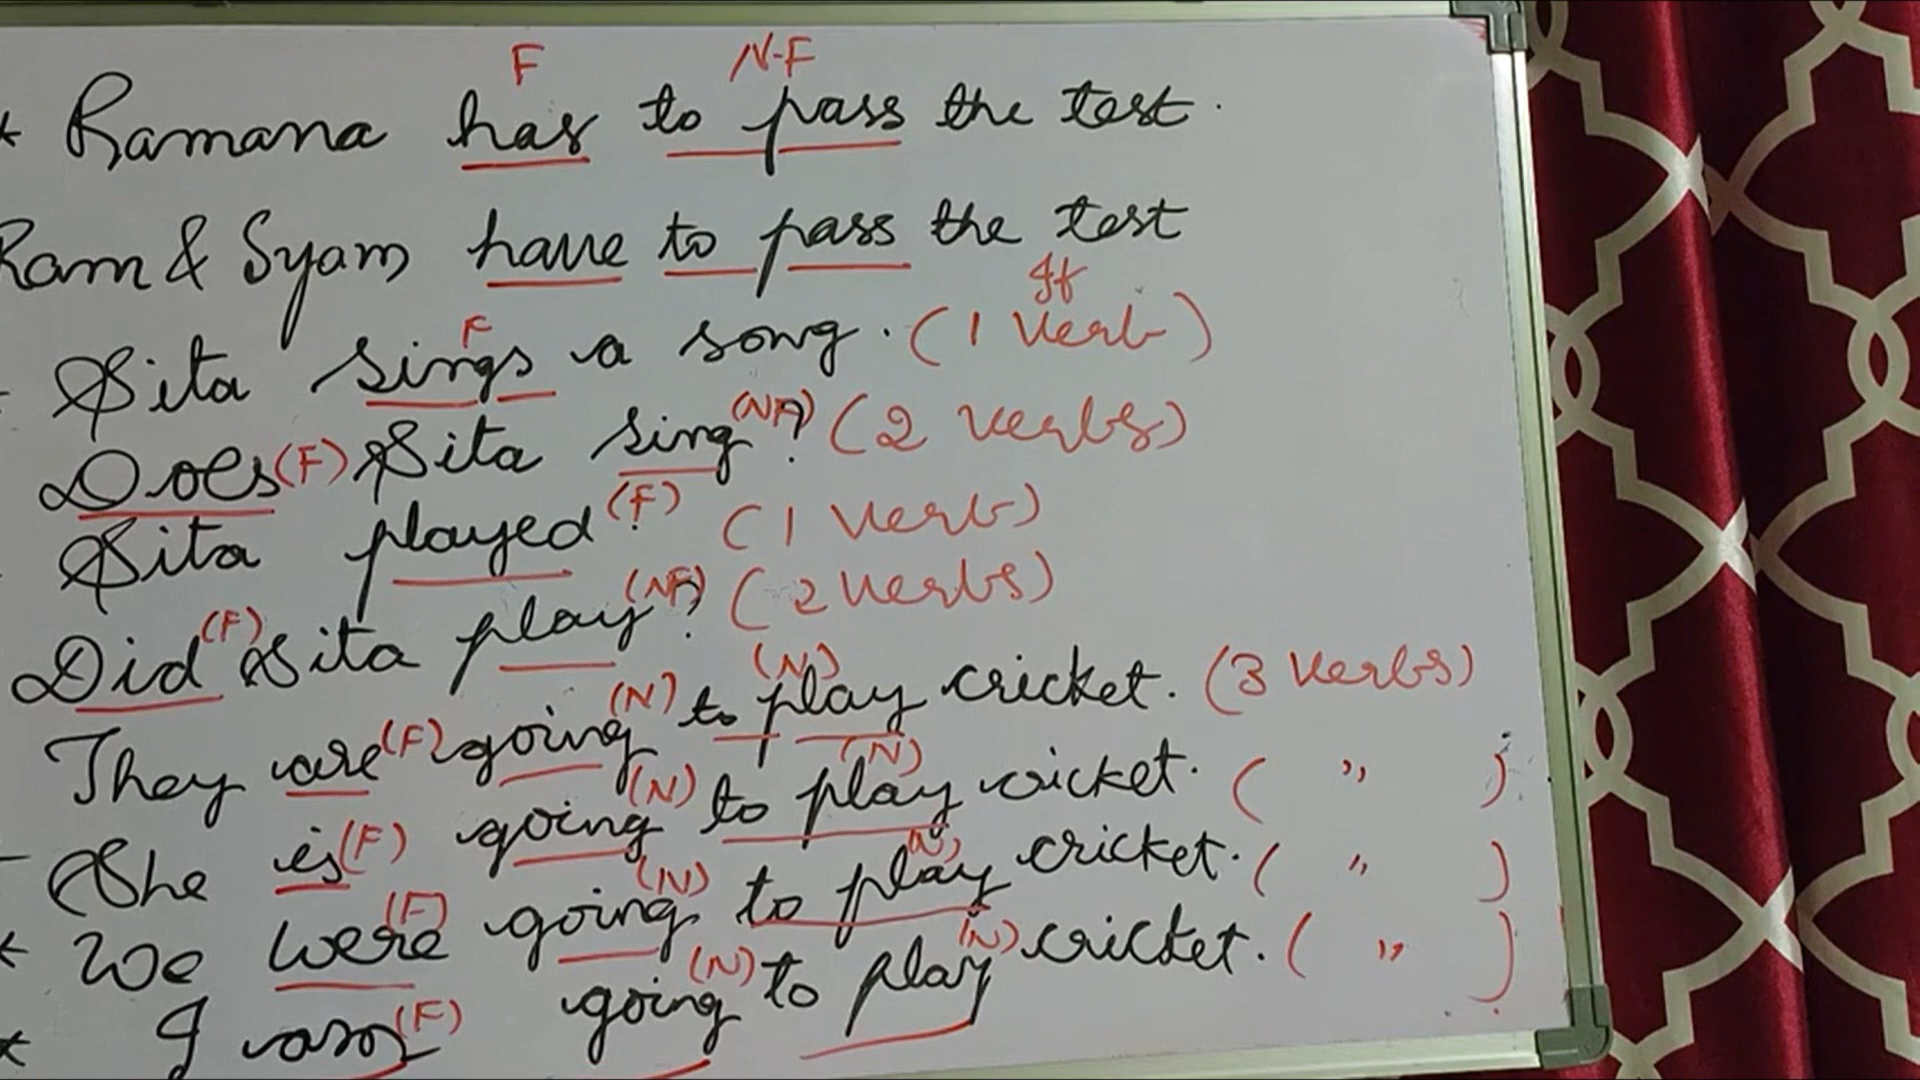 F N-F
* Ramana has to pass the test.
Ram & Syam have to pass the test
If
Sita sings F a song. (1 verb)
Does (F) Sita sing (NF)? (2 verbs)
Sita played (F). (1 verb)
Did (F) Sita play (NF)? (2 verbs)
They are (F) going (N) to play (N) cricket. (3 verbs)
- She is (F) going (N) to play (N) cricket. ( " )
* We were (F) going (N) to play (N) cricket. ( " )
* I am (F) going (N) to play (N) cricket. ( " )